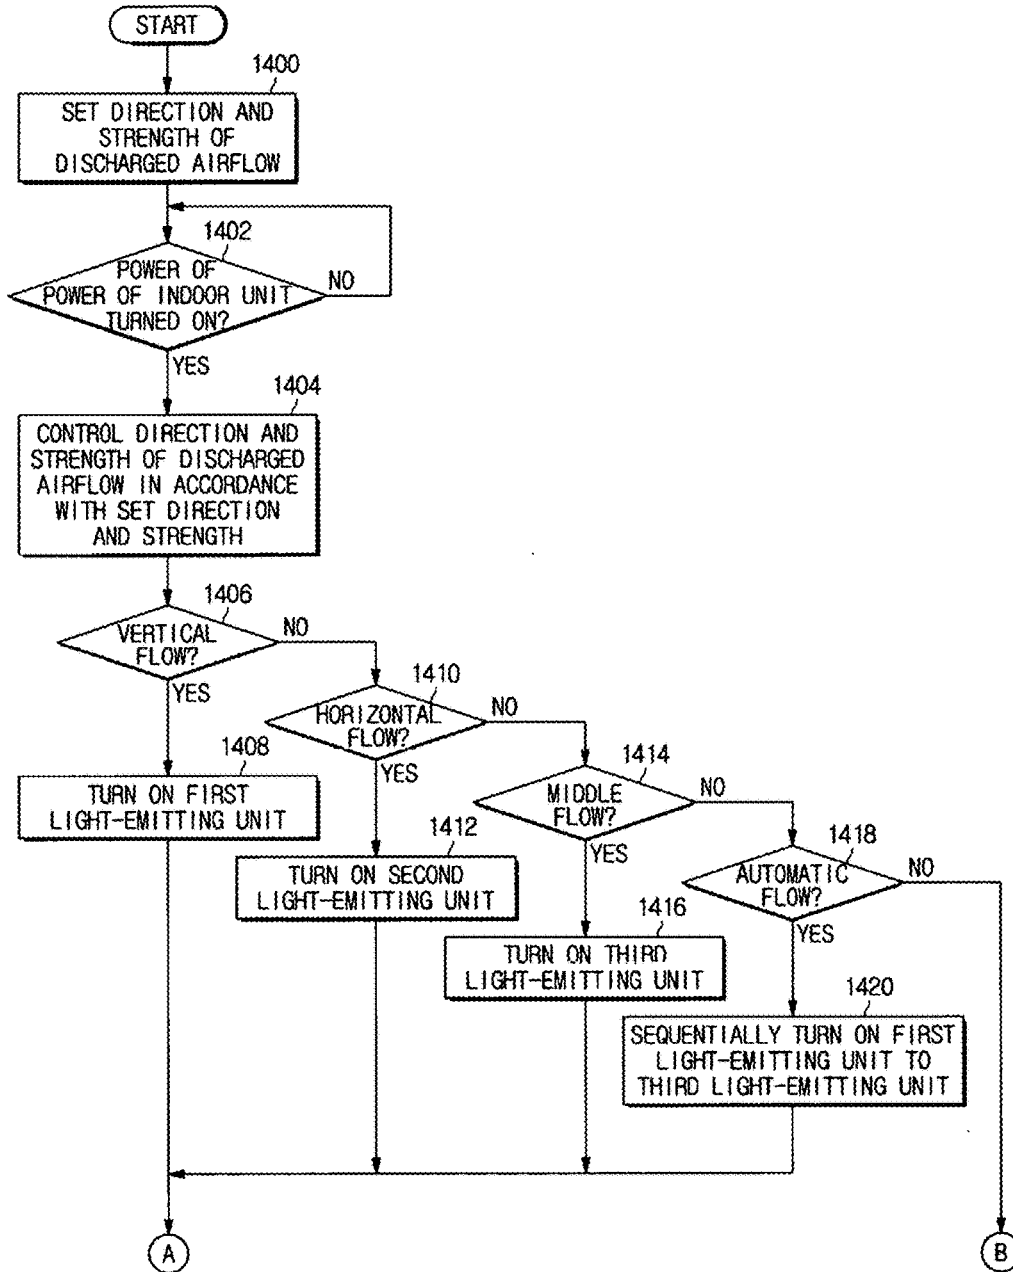 START
1400
SET DIRECTION AND
STRENGTH OF
DISCHARGED AIRFLOW
1402
POWER OF
POWER OF INDOOR UNIT
TURNED ON?
NO
YES
1404
CONTROL DIRECTION AND
STRENGTH OF DISCHARGED
AIRFLOW IN ACCORDANCE
WITH SET DIRECTION
AND STRENGTH
1406
VERTICAL
FLOW?
NO
YES
1408
TURN ON FIRST
LIGHT-EMITTING UNIT
1410
HORIZONTAL
FLOW?
NO
YES
1412
TURN ON SECOND
LIGHT-EMITTING UNIT
1414
MIDDLE
FLOW?
NO
YES
1416
TURN ON THIRD
LIGHT-EMITTING UNIT
1418
AUTOMATIC
FLOW?
NO
YES
1420
SEQUENTIALLY TURN ON FIRST
LIGHT-EMITTING UNIT TO
THIRD LIGHT-EMITTING UNIT
A
B